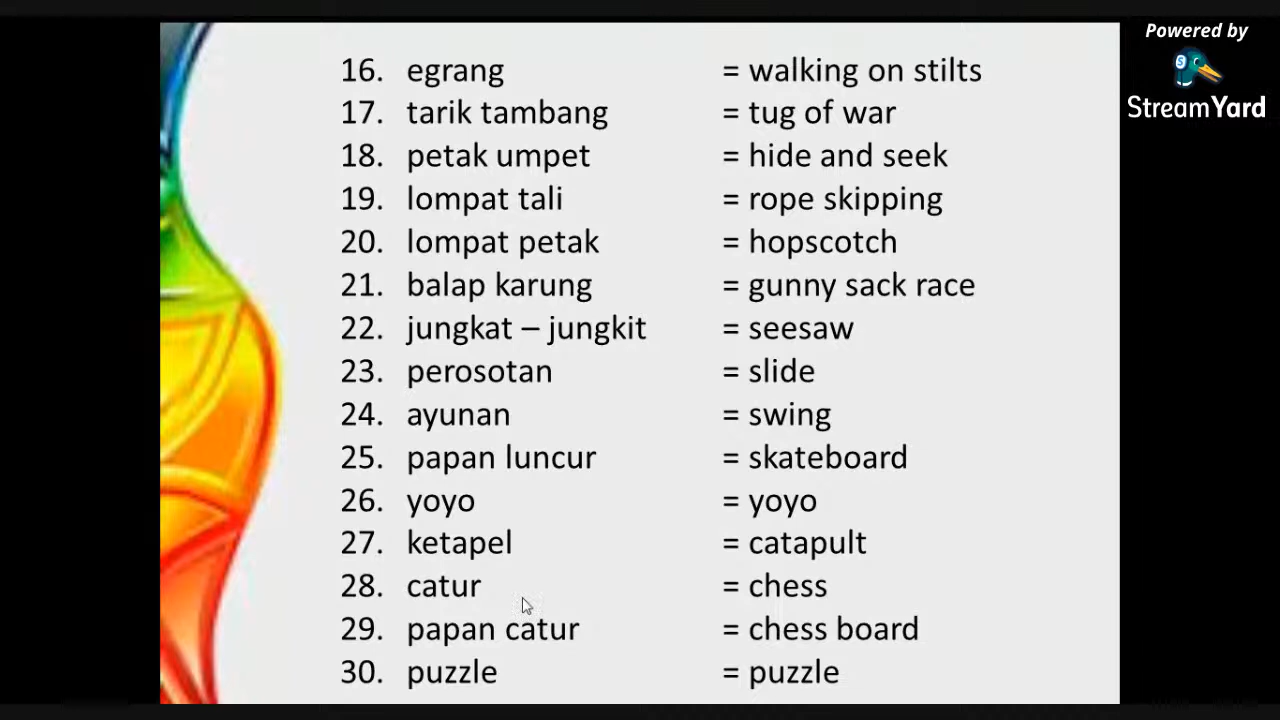 Powered by
StreamYard
16. egrang = walking on stilts
17. tarik tambang = tug of war
18. petak umpet = hide and seek
19. lompat tali = rope skipping
20. lompat petak = hopscotch
21. balap karung = gunny sack race
22. jungkat – jungkit = seesaw
23. perosotan = slide
24. ayunan = swing
25. papan luncur = skateboard
26. yoyo = yoyo
27. ketapel = catapult
28. catur = chess
29. papan catur = chess board
30. puzzle = puzzle